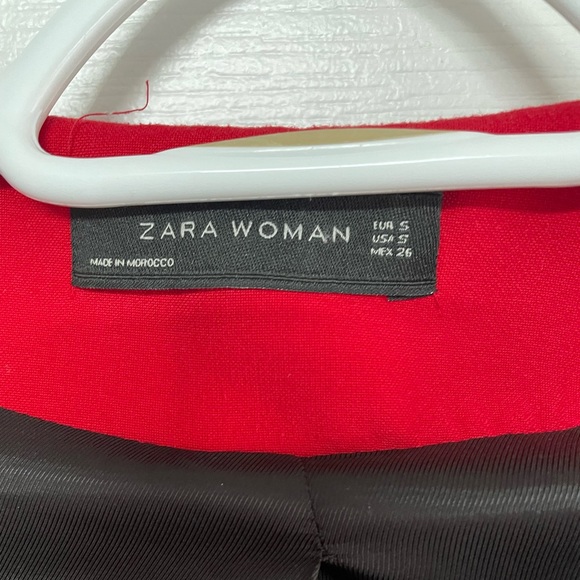 ZARA WOMAN
EUR S
USA S
MEX 26
MADE IN MOROCCO